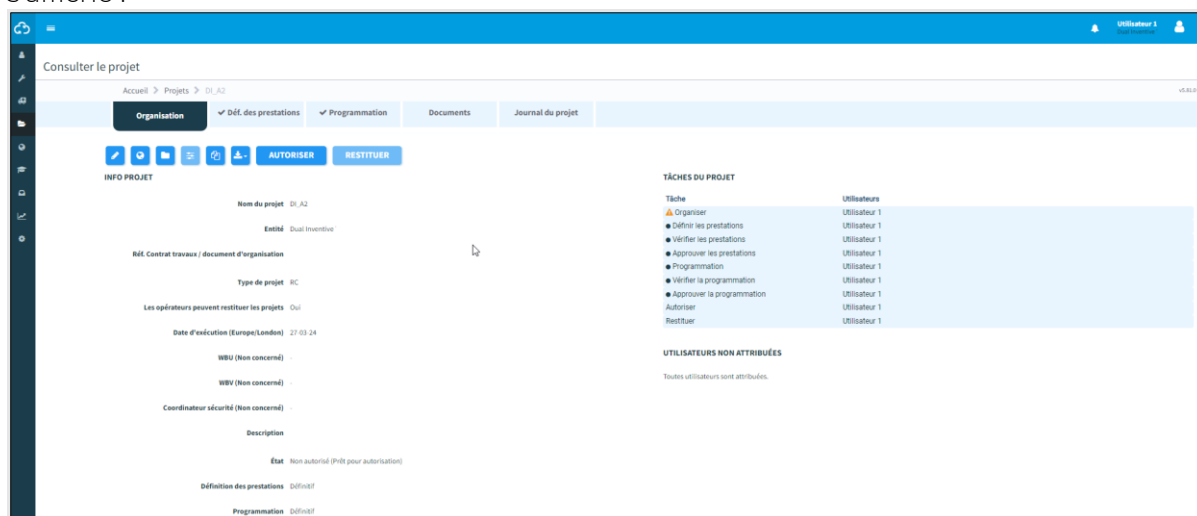 Utilisateur 1
Dual Inventive
Consulter le projet
Accueil > Projets > DI_A2
Organisation
✔ Déf. des prestations
✔ Programmation
Documents
Journal du projet
AUTORISER
RESTITUER
INFO PROJET
Nom du projet DI_A2
Entité Dual Inventive
Réf. Contrat travaux / document d'organisation
Type de projet RC
Les opérateurs peuvent restituer les projets Oui
Date d'exécution (Europe/London) 27-03-24
WBU (Non concerné) -
WBV (Non concerné) -
Coordinateur sécurité (Non concerné) -
Description
État Non autorisé (Prêt pour autorisation)
Définition des prestations Définitif
Programmation Définitif
TÂCHES DU PROJET
Tâche Utilisateurs
Organiser Utilisateur 1
Définir les prestations Utilisateur 1
Vérifier les prestations Utilisateur 1
Approuver les prestations Utilisateur 1
Programmation Utilisateur 1
Vérifier la programmation Utilisateur 1
Approuver la programmation Utilisateur 1
Autoriser Utilisateur 1
Restituer Utilisateur 1
UTILISATEURS NON ATTRIBUÉES
Toutes utilisateurs sont attribuées.